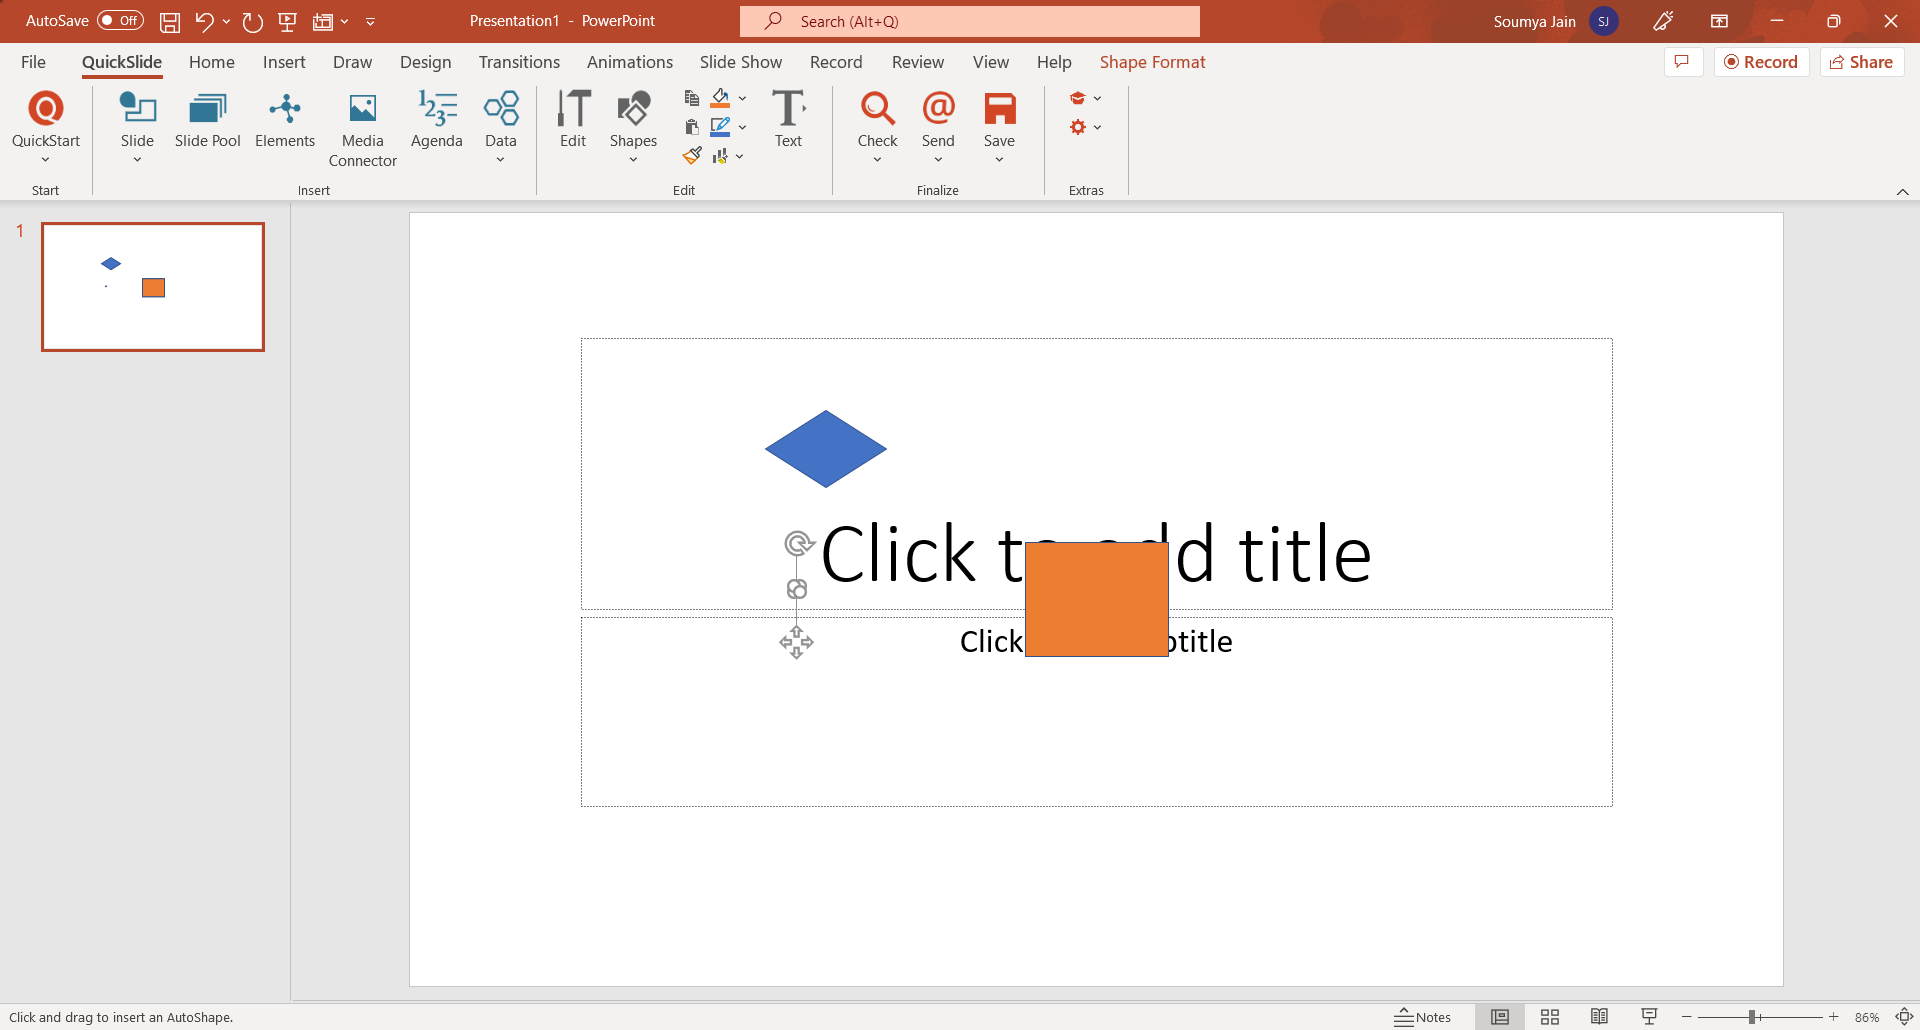 AutoSave Off Presentation1 - PowerPoint Search (Alt+Q) Soumya Jain SJ
File QuickSlide Home Insert Draw Design Transitions Animations Slide Show Record Review View Help Shape Format Record Share
QuickStart Slide Slide Pool Elements Media Connector Agenda Data Edit Shapes Text Check Send Save
Start Insert Edit Finalize Extras
1
Click to add title
Click title
Click and drag to insert an AutoShape. Notes 86%